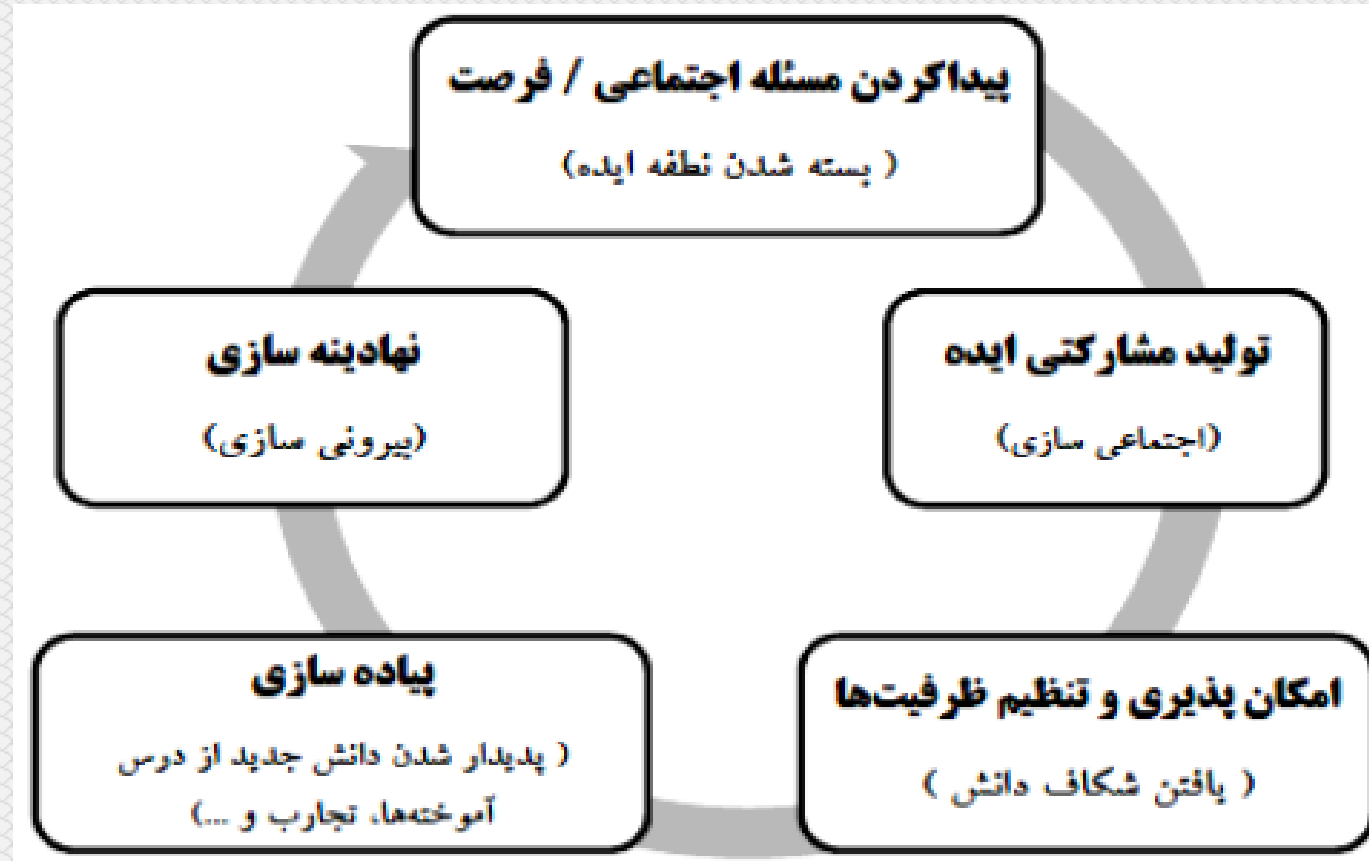 پیداکردن مسئله اجتماعی / فرصت
( بسته شدن نطفه ایده)
تولید مشارکتی ایده
(اجتماعی سازی)
امکان پذیری و تنظیم ظرفیت‌ها
( یافتن شکاف دانش )
پیاده سازی
( پدیدار شدن دانش جدید از درس
آموخته‌ها، تجارب و ...)
نهادینه سازی
(بیرونی سازی)